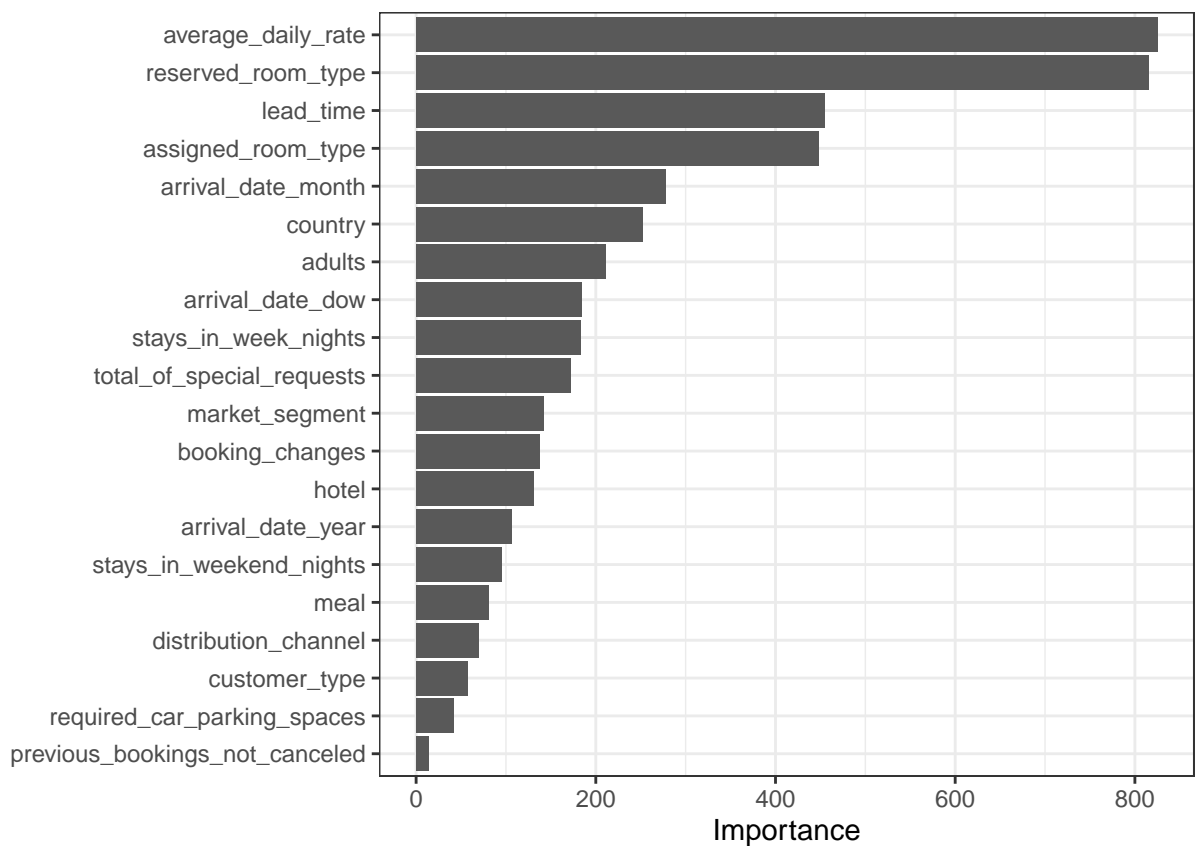 average_daily_rate
reserved_room_type
lead_time
assigned_room_type
arrival_date_month
country
adults
arrival_date_dow
stays_in_week_nights
total_of_special_requests
market_segment
booking_changes
hotel
arrival_date_year
stays_in_weekend_nights
meal
distribution_channel
customer_type
required_car_parking_spaces
previous_bookings_not_canceled
0 200 400 600 800
Importance